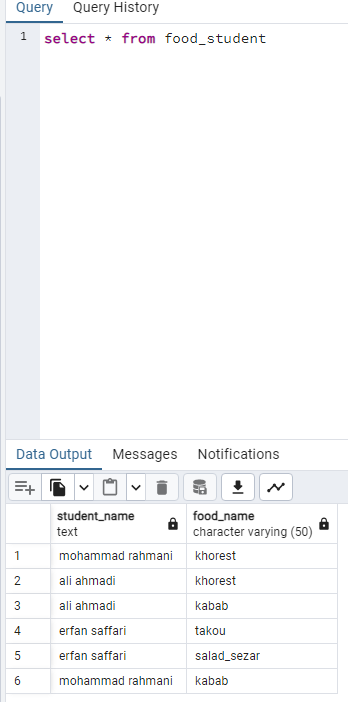 Query Query History
1 select * from food_student
Data Output Messages Notifications
student_name food_name
text character varying (50)
1 mohammad rahmani khorest
2 ali ahmadi khorest
3 ali ahmadi kabab
4 erfan saffari takou
5 erfan saffari salad_sezar
6 mohammad rahmani kabab